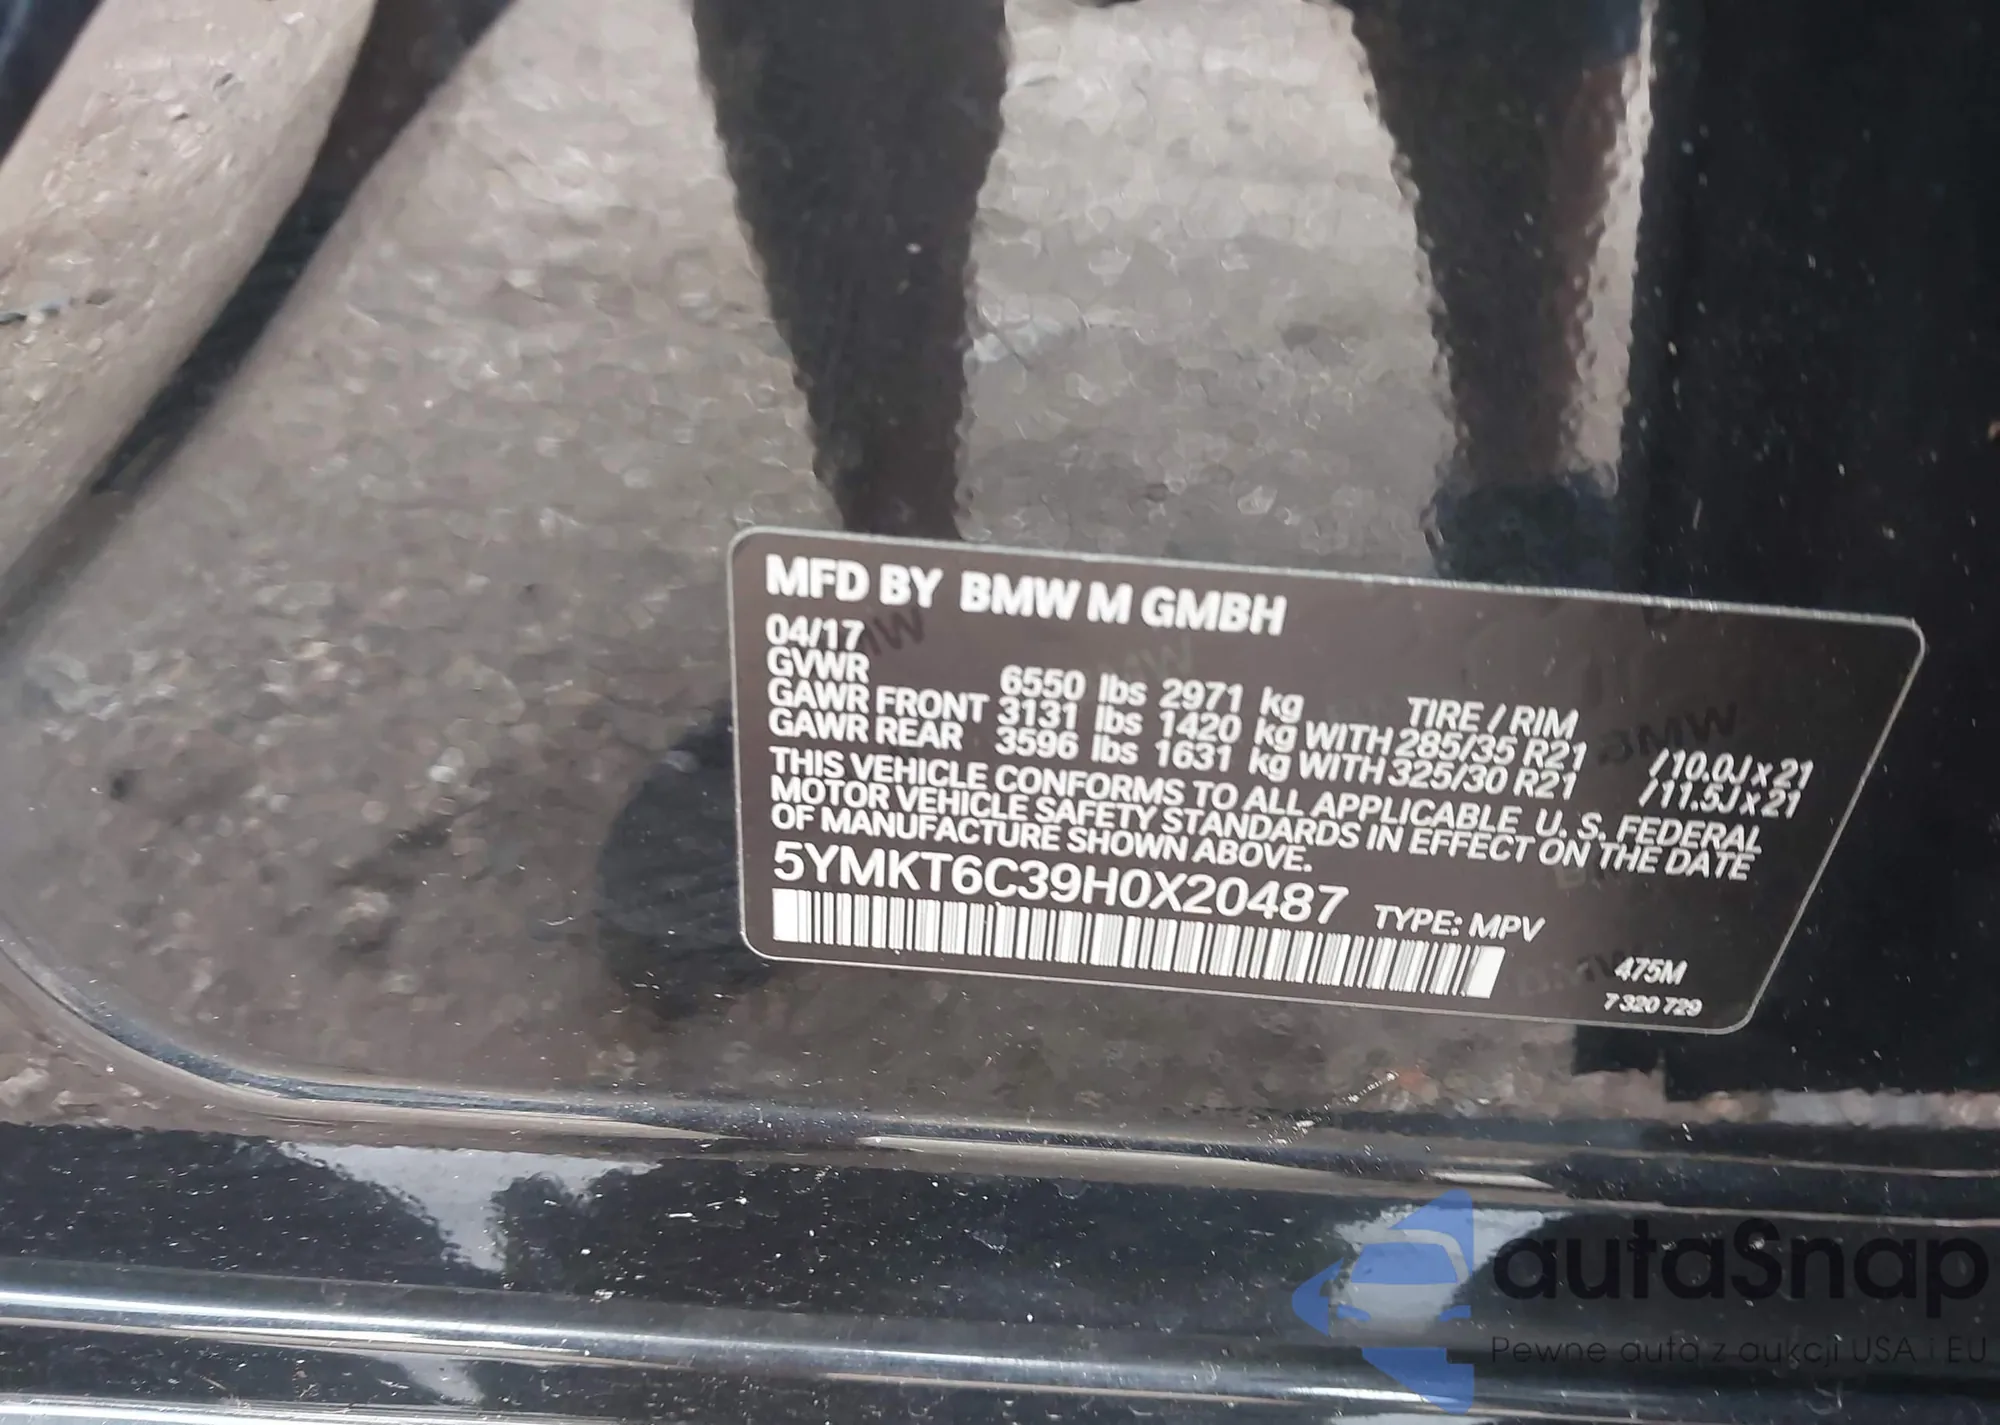 MFD BY BMW M GMBH
04/17
GVWR 6550 lbs 2971 kg TIRE / RIM
GAWR FRONT 3131 lbs 1420 kg WITH 285/35 R21 /10.0J x 21
GAWR REAR 3596 lbs 1631 kg WITH 325/30 R21 /11.5J x 21
THIS VEHICLE CONFORMS TO ALL APPLICABLE U. S. FEDERAL
MOTOR VEHICLE SAFETY STANDARDS IN EFFECT ON THE DATE
OF MANUFACTURE SHOWN ABOVE.
5YMKT6C39H0X20487 TYPE: MPV
475M
7 320 729
autaSnap
Pewne auta z aukcji USA i EU